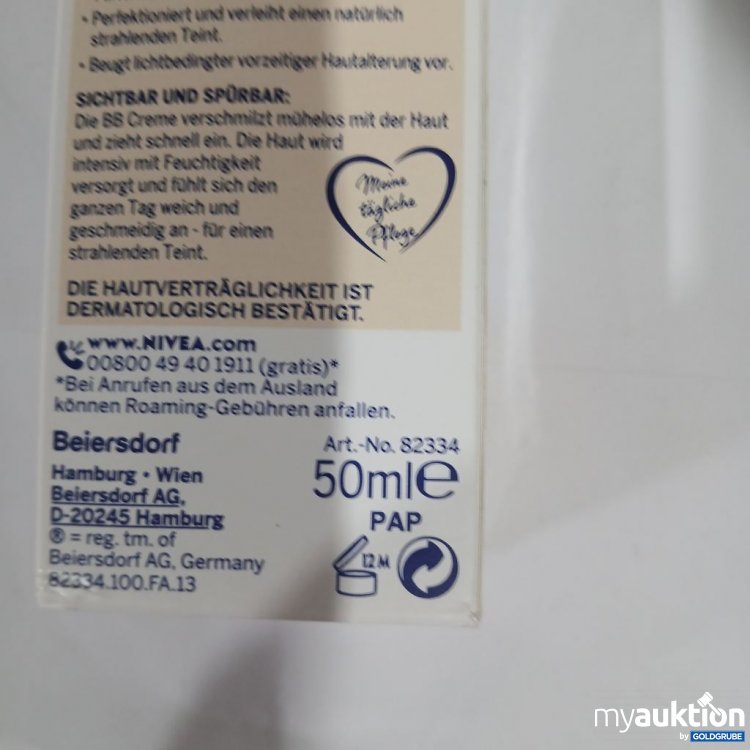 • Perfektioniert und verleiht einen natürlich
strahlenden Teint.
• Beugt lichtbedingter vorzeitiger Hautalterung vor.
SICHTBAR UND SPÜRBAR:
Die BB Creme verschmilzt mühelos mit der Haut
und zieht schnell ein. Die Haut wird
intensiv mit Feuchtigkeit
versorgt und fühlt sich den
ganzen Tag weich und
geschmeidig an - für einen
strahlenden Teint.
Meine
tägliche
Pflege
DIE HAUTVERTRÄGLICHKEIT IST
DERMATOLOGISCH BESTÄTIGT.
www.NIVEA.com
00800 49 40 1911 (gratis)*
*Bei Anrufen aus dem Ausland
können Roaming-Gebühren anfallen.
Beiersdorf
Art.-No. 82334
Hamburg • Wien
Beiersdorf AG,
D-20245 Hamburg
® = reg. tm. of
Beiersdorf AG, Germany
82334.100.FA.13
50ml℮
PAP
12M
myauktion
by GOLDGRUBE